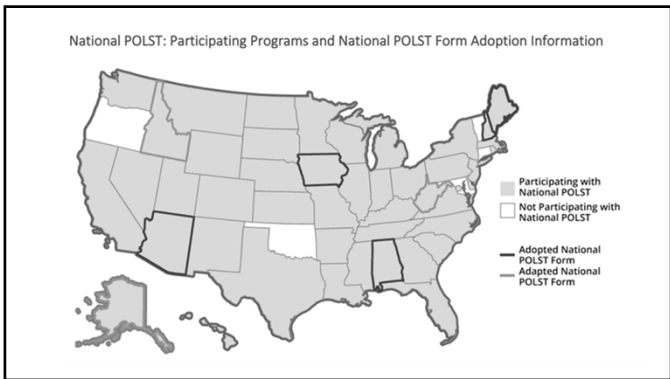 National POLST: Participating Programs and National POLST Form Adoption Information
Participating with
National POLST
Not Participating with
National POLST
Adopted National
POLST Form
Adapted National
POLST Form